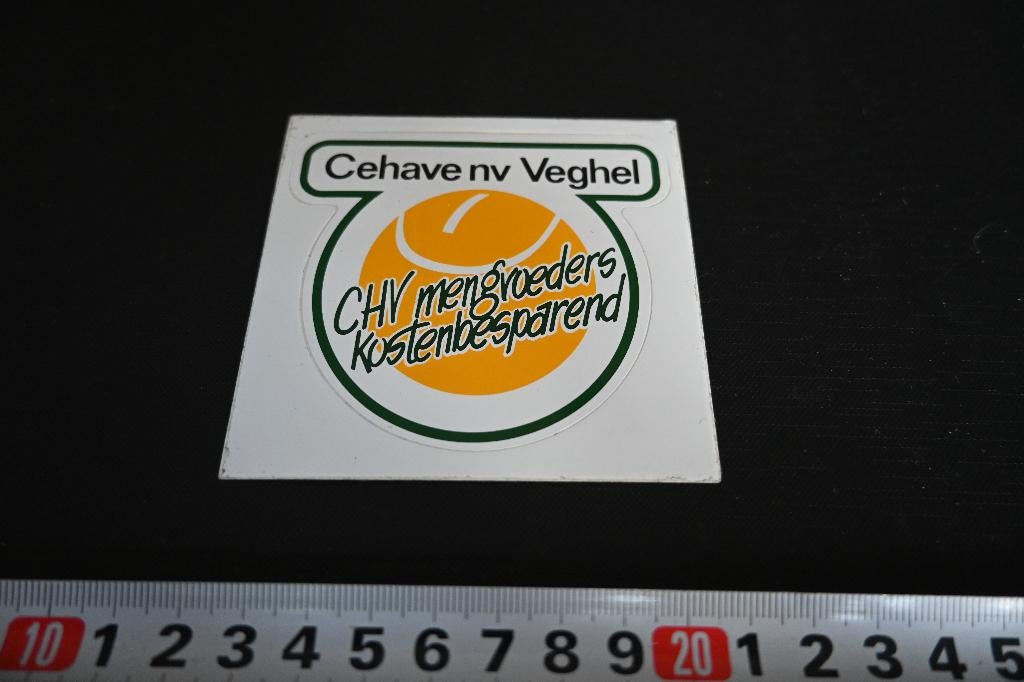 Cehave nv Veghel
CHV mengvoeders
kostenbesparend
10 1 2 3 4 5 6 7 8 9 20 1 2 3 4 5